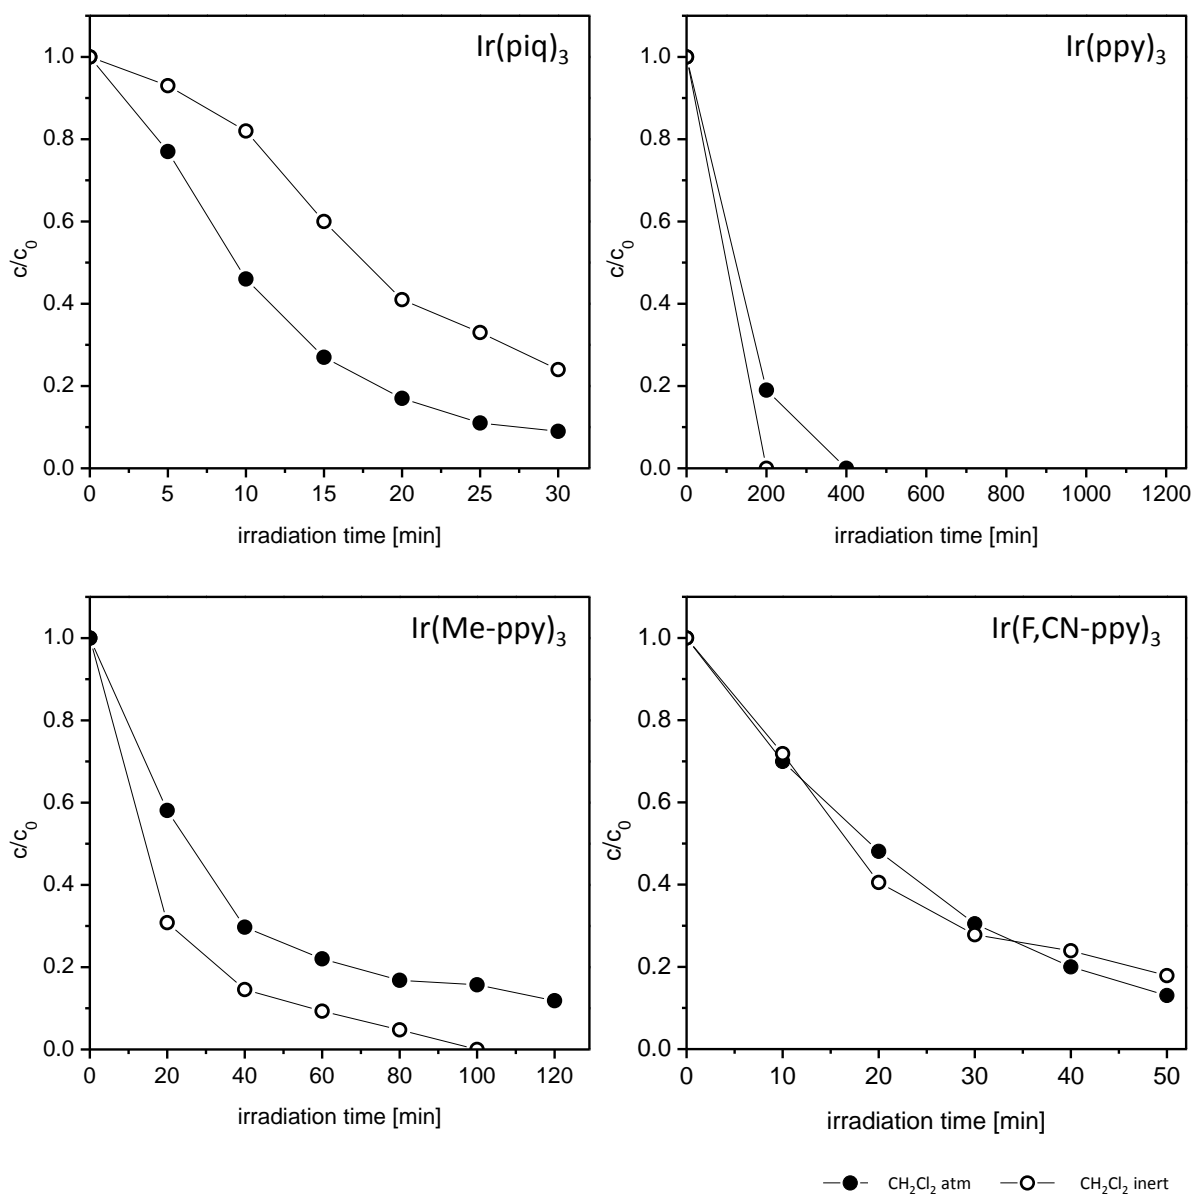 Ir(piq)3
1.0
0.8
0.6
0.4
0.2
0.0
c/c0
0 5 10 15 20 25 30
irradiation time [min]
Ir(ppy)3
1.0
0.8
0.6
0.4
0.2
0.0
c/c0
0 200 400 600 800 1000 1200
irradiation time [min]
Ir(Me-ppy)3
1.0
0.8
0.6
0.4
0.2
0.0
c/c0
0 20 40 60 80 100 120
irradiation time [min]
Ir(F,CN-ppy)3
1.0
0.8
0.6
0.4
0.2
0.0
c/c0
0 10 20 30 40 50
irradiation time [min]
CH2Cl2 atm CH2Cl2 inert